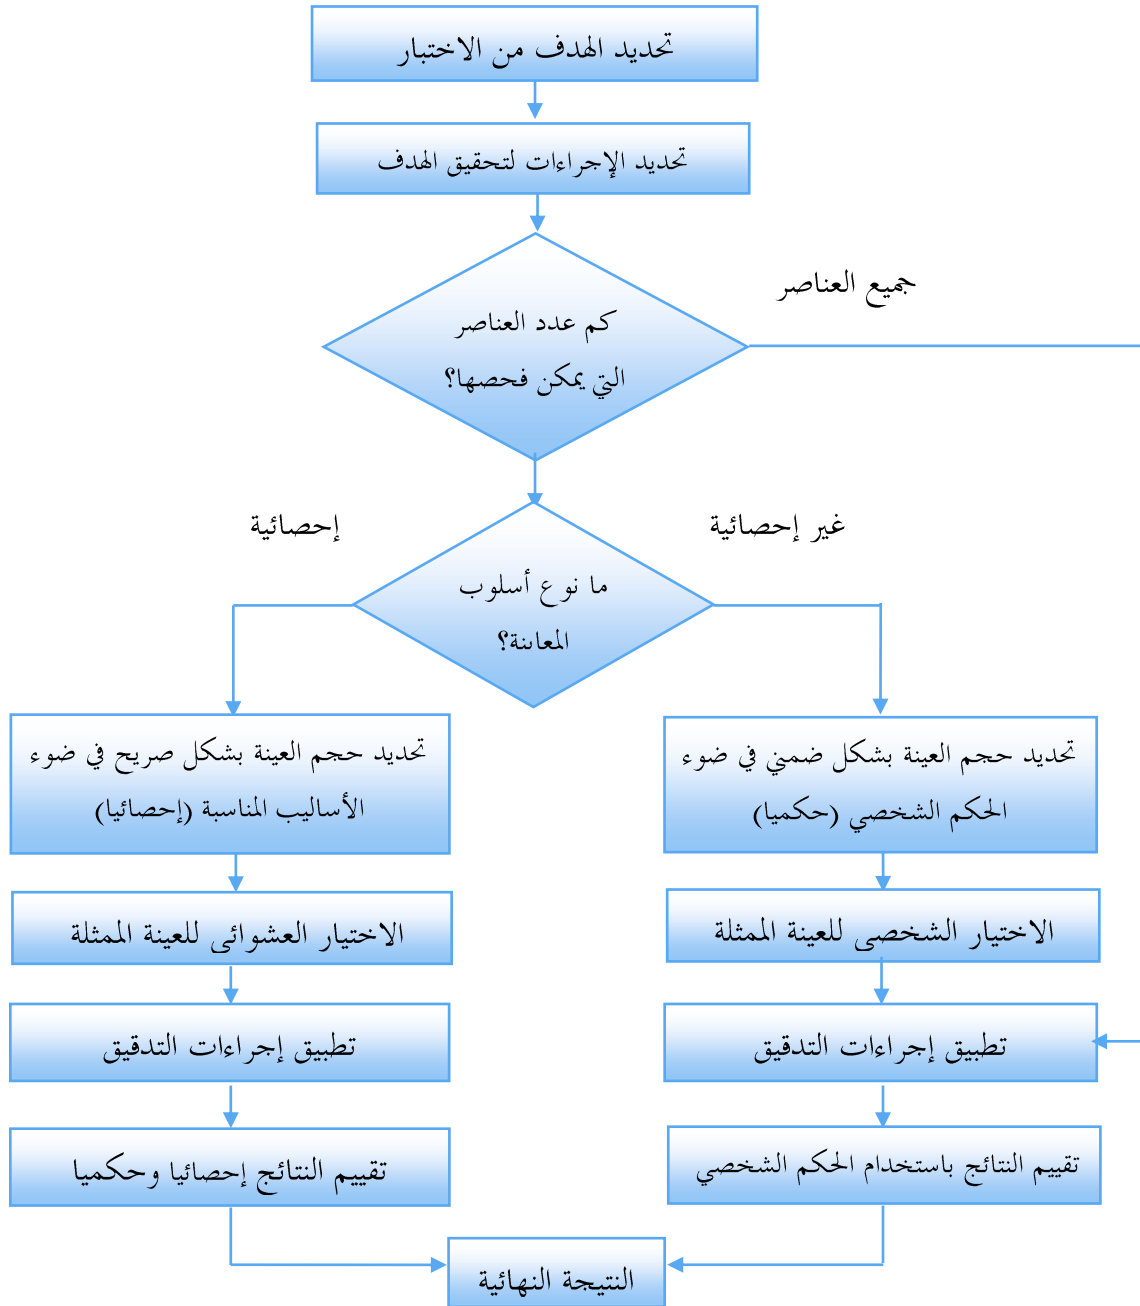 تحديد الهدف من الاختبار
تحديد الإجراءات لتحقيق الهدف
جميع العناصر
كم عدد العناصر
التي يمكن فحصها؟
غير إحصائية
إحصائية
ما نوع أسلوب
المعاينة؟
تحديد حجم العينة بشكل ضمني في ضوء
الحكم الشخصي (حكميا)
تحديد حجم العينة بشكل صريح في ضوء
الأساليب المناسبة (إحصائيا)
الاختيار الشخصي للعينة الممثلة
الاختيار العشوائي للعينة الممثلة
تطبيق إجراءات التدقيق
تطبيق إجراءات التدقيق
تقييم النتائج باستخدام الحكم الشخصي
تقييم النتائج إحصائيا وحكميا
النتيجة النهائية